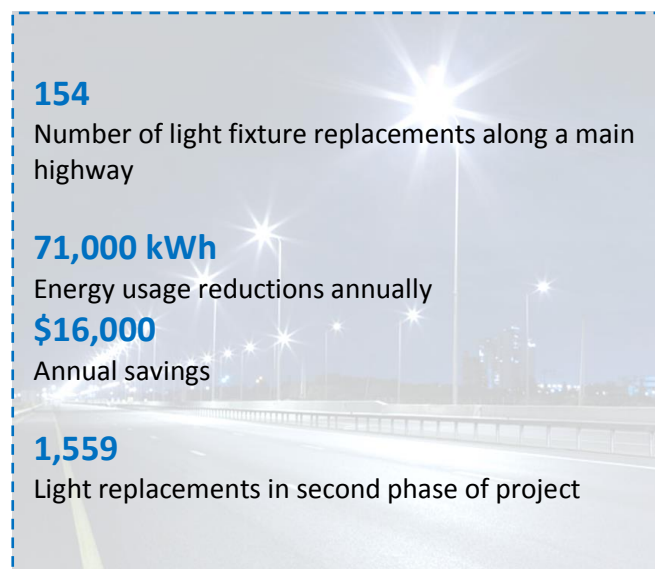 154
Number of light fixture replacements along a main
highway
71,000 kWh
Energy usage reductions annually
$16,000
Annual savings
1,559
Light replacements in second phase of project